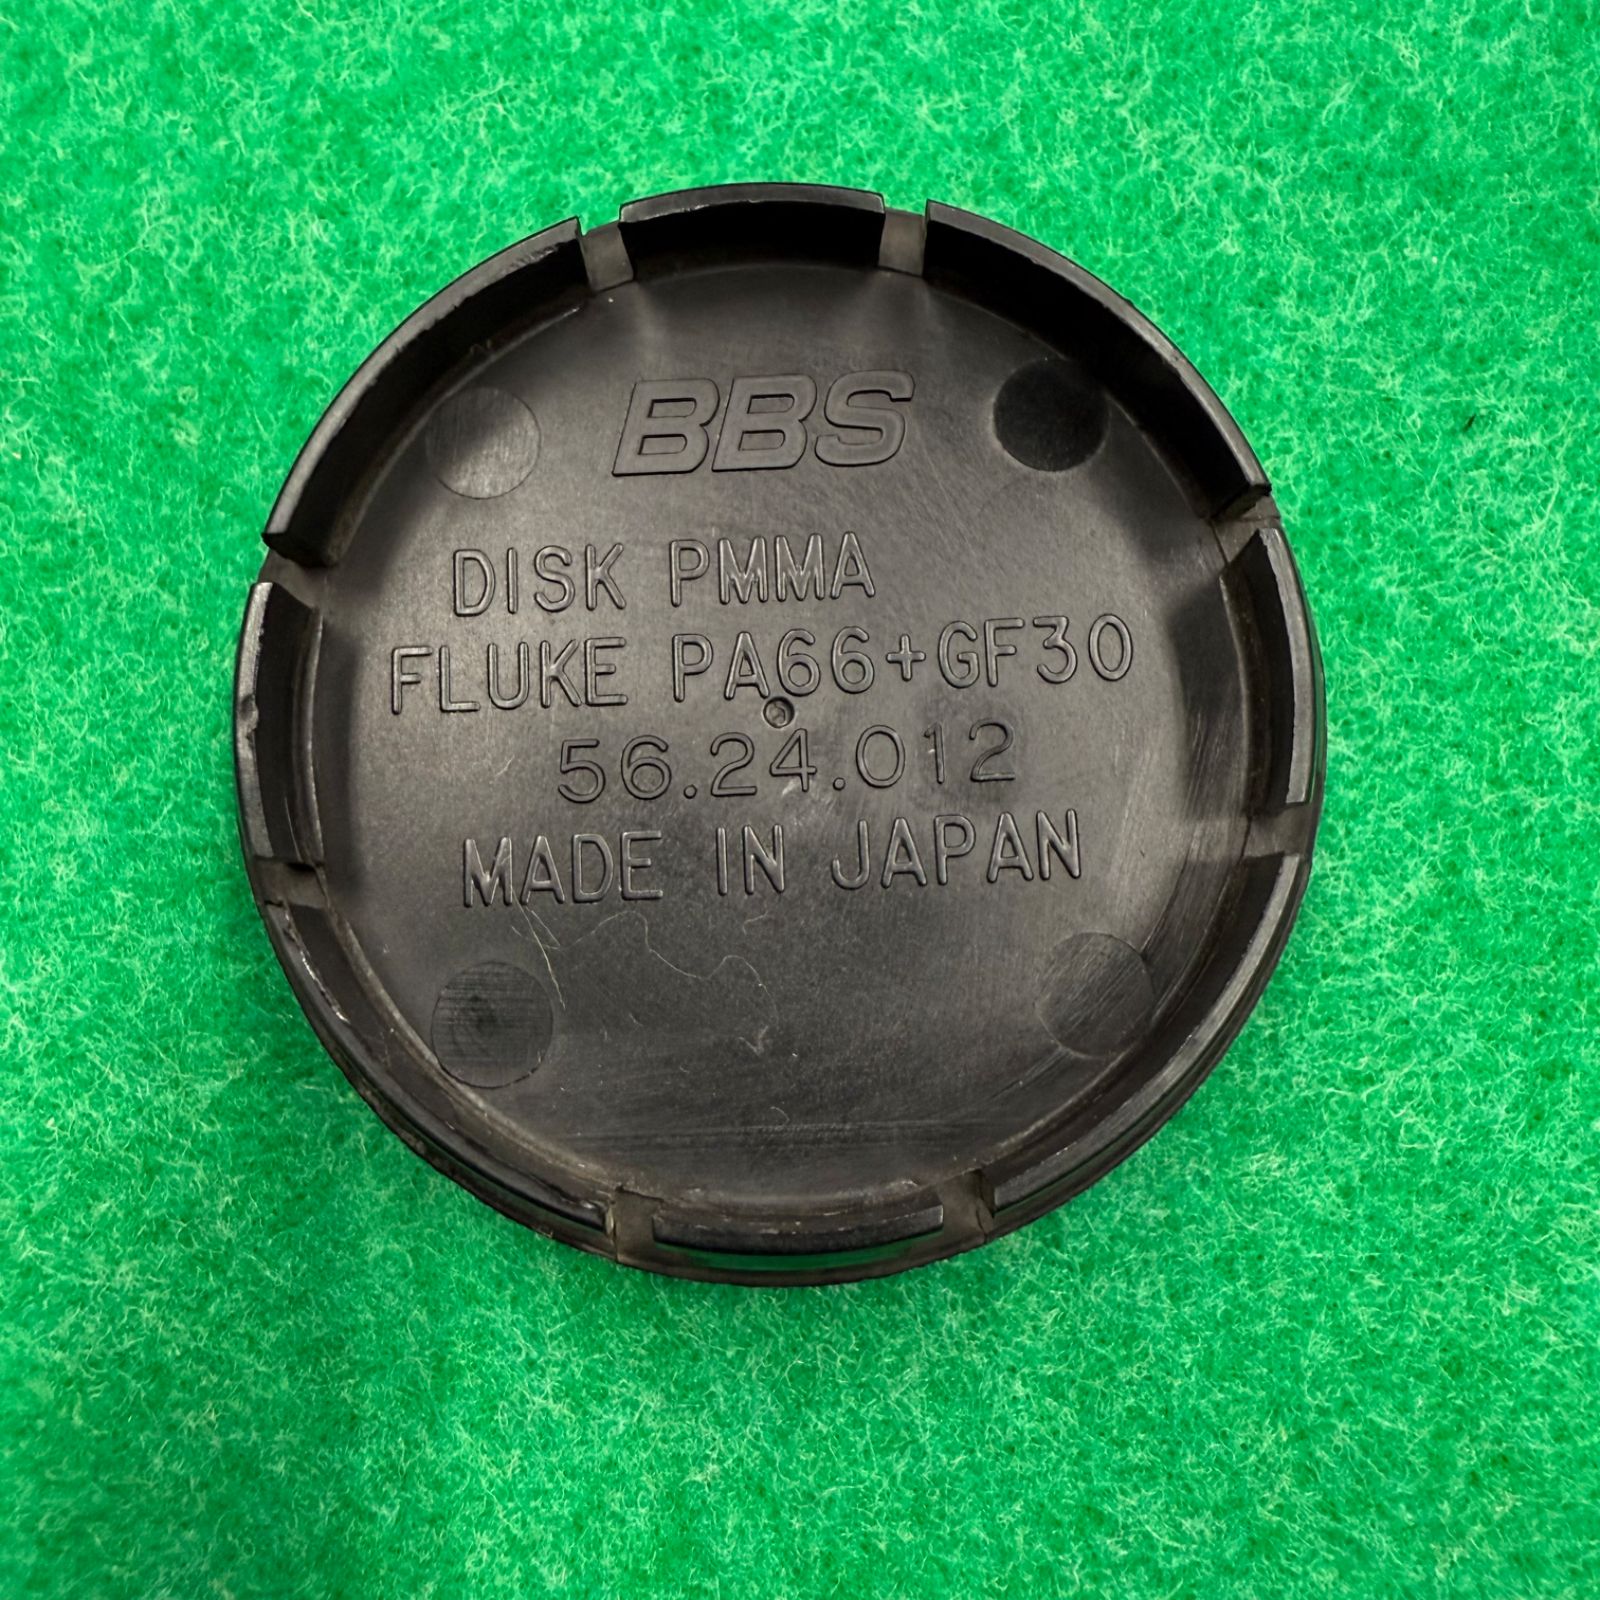 BBS
DISK PMMA
FLUKE PA66+GF30
56.24.012
MADE IN JAPAN